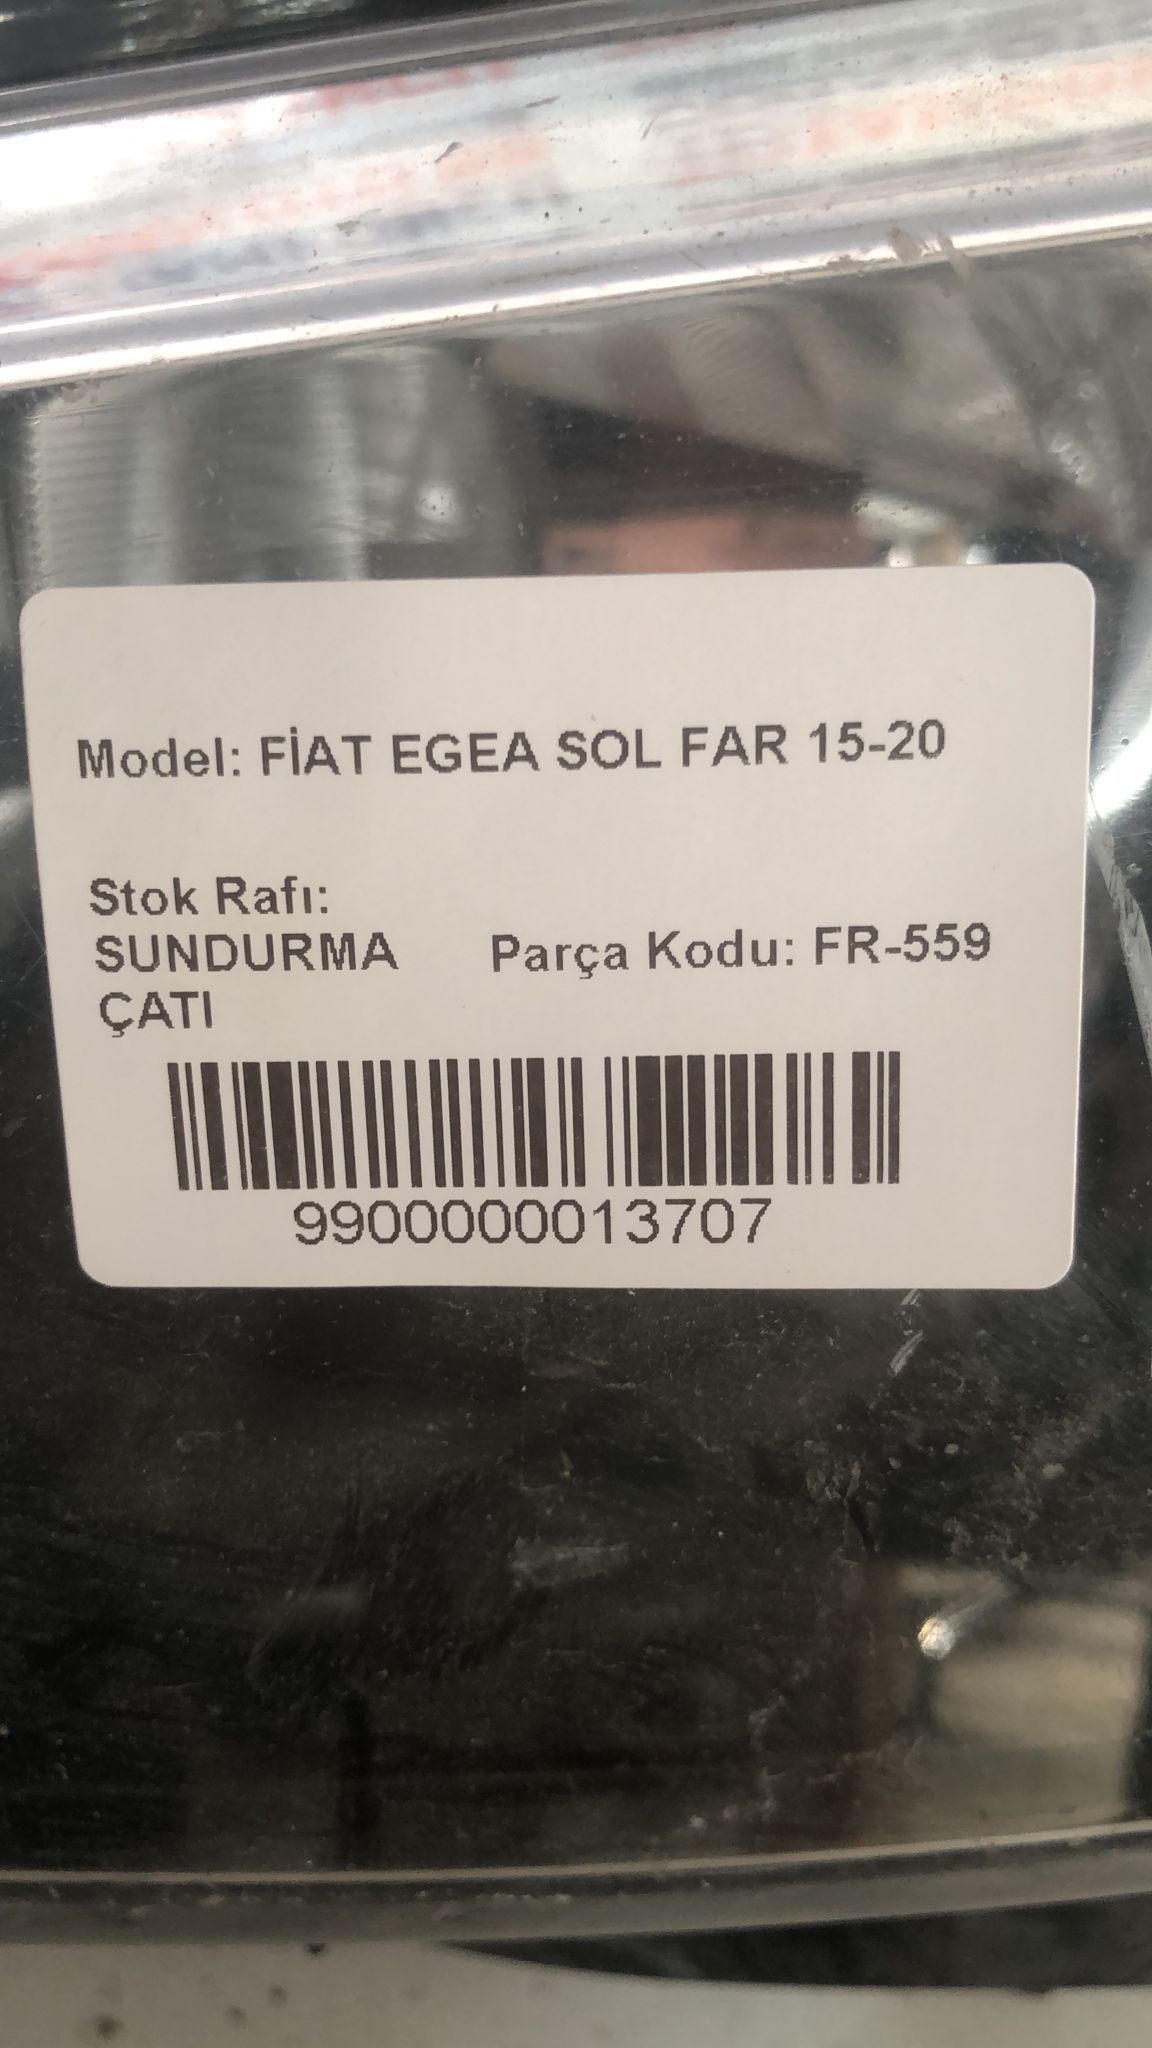 Model: FİAT EGEA SOL FAR 15-20
Stok Rafı:
SUNDURMA
ÇATI
Parça Kodu: FR-559
9900000013707